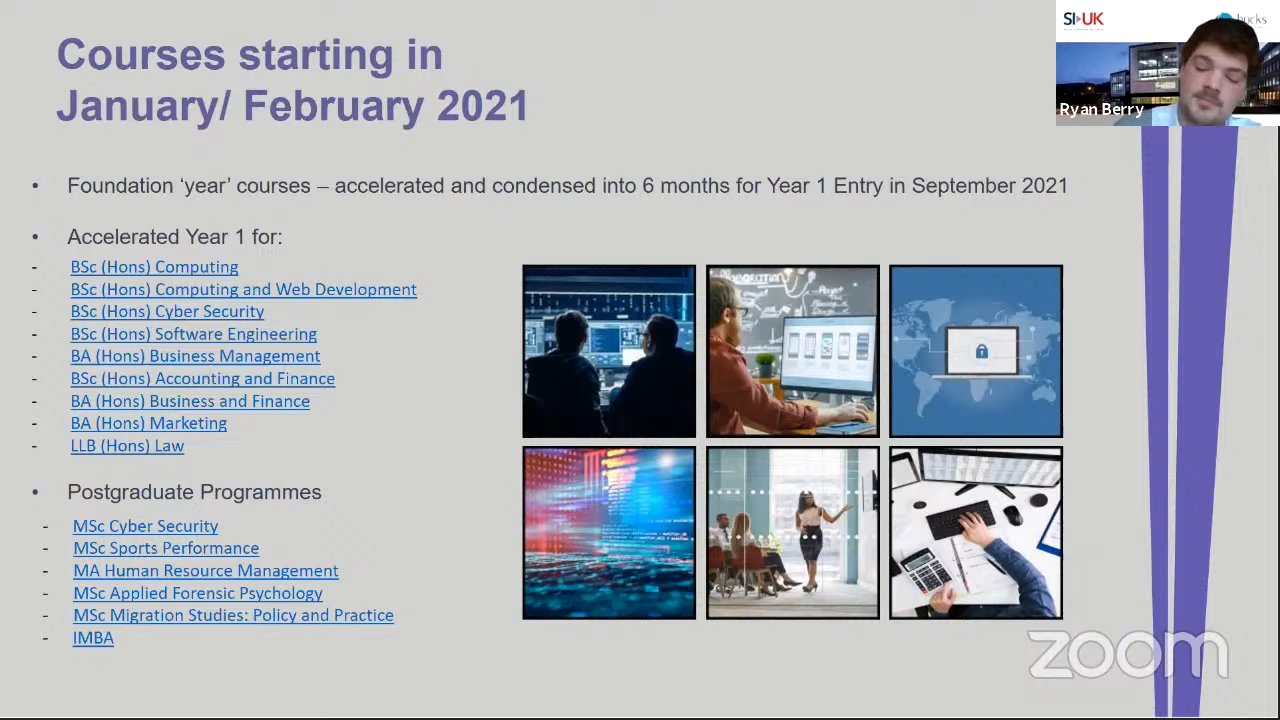 Courses starting in
January/ February 2021
SI-UK
bucks
Ryan Berry
• Foundation ‘year’ courses – accelerated and condensed into 6 months for Year 1 Entry in September 2021
• Accelerated Year 1 for:
- BSc (Hons) Computing
- BSc (Hons) Computing and Web Development
- BSc (Hons) Cyber Security
- BSc (Hons) Software Engineering
- BA (Hons) Business Management
- BSc (Hons) Accounting and Finance
- BA (Hons) Business and Finance
- BA (Hons) Marketing
- LLB (Hons) Law
• Postgraduate Programmes
- MSc Cyber Security
- MSc Sports Performance
- MA Human Resource Management
- MSc Applied Forensic Psychology
- MSc Migration Studies: Policy and Practice
- IMBA
zoom